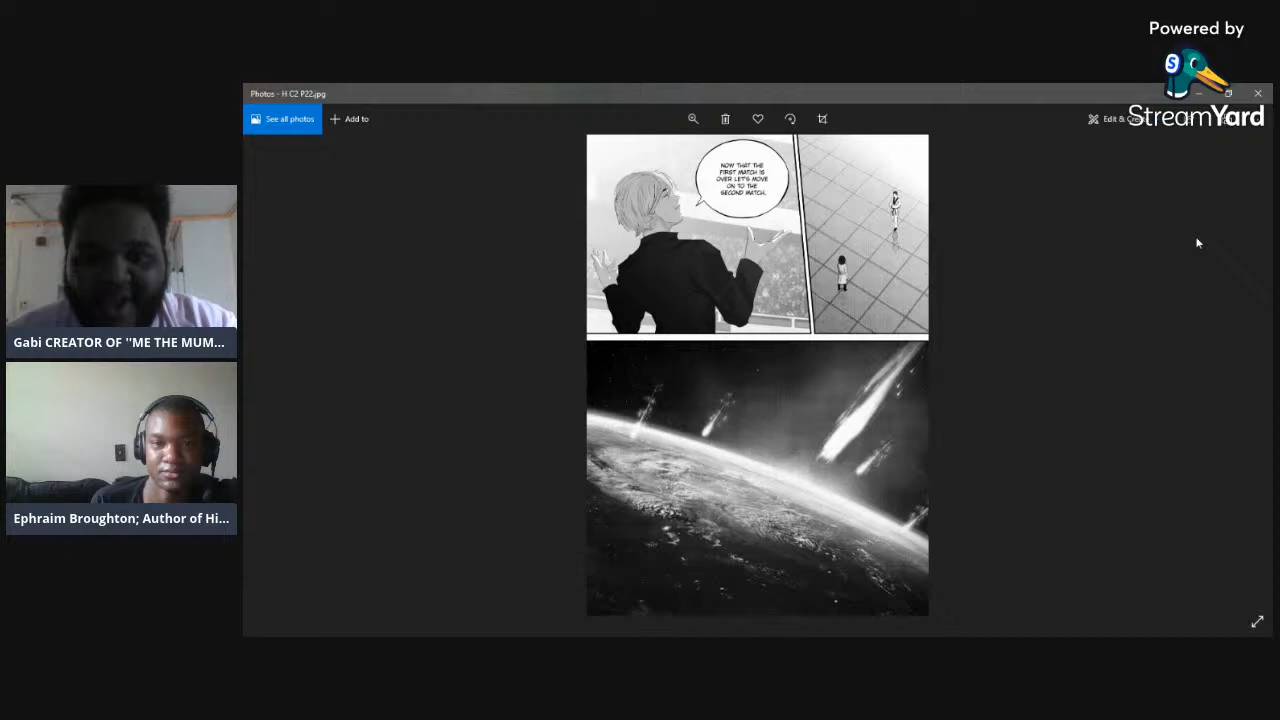 Powered by
StreamYard
Photos - H C2 P22.jpg
See all photos
Add to
NOW THAT THE
FIRST MATCH IS
OVER LET'S MOVE
ON TO THE
SECOND MATCH.
Gabi CREATOR OF "ME THE MUM...
Ephraim Broughton; Author of Hi...
Edit &